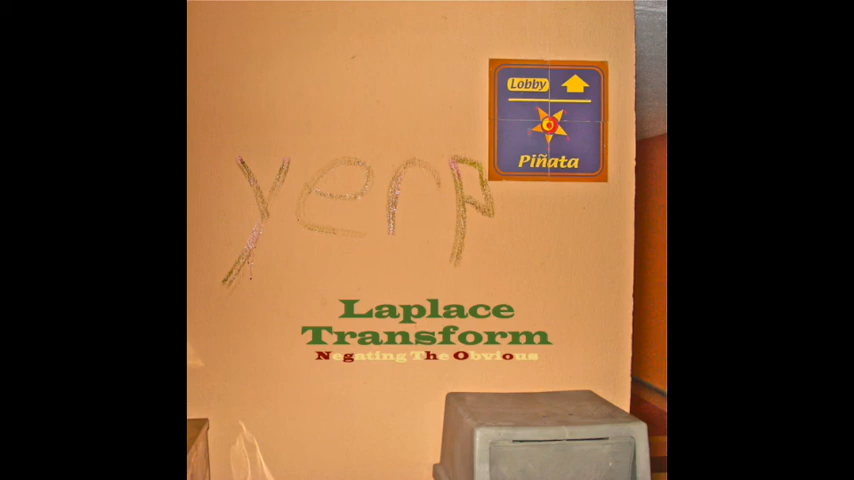 Lobby
Piñata
yerp
Laplace
Transform
Negating The Obvious